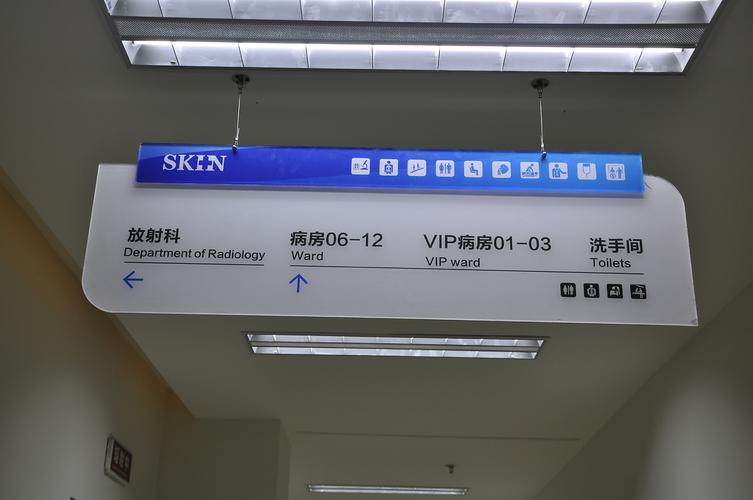 SKIN
放射科
Department of Radiology
病房06-12
Ward
VIP病房01-03
VIP ward
洗手间
Toilets